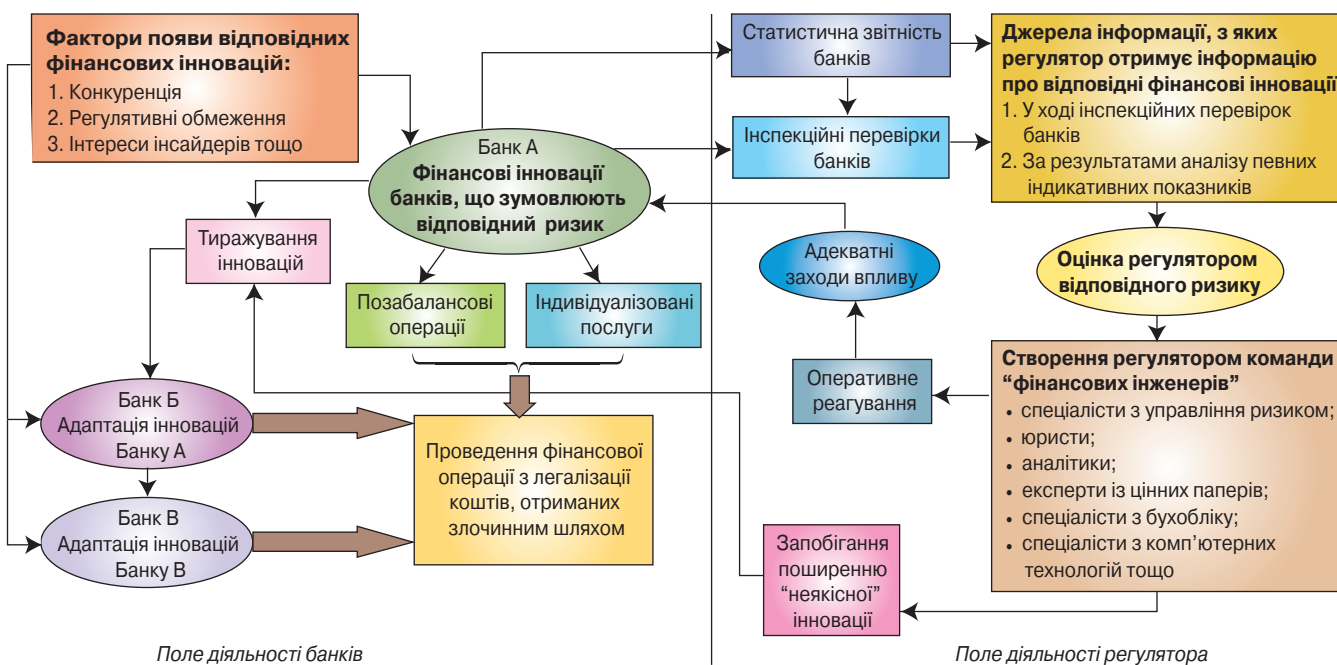 Фактори появи відповідних
фінансових інновацій:
1. Конкуренція
2. Регулятивні обмеження
3. Інтереси інсайдерів тощо
Банк А
Фінансові інновації
банків, що зумовлюють
відповідний ризик
Тиражування
інновацій
Позабалансові
операції
Індивідуалізовані
послуги
Банк Б
Адаптація інновацій
Банку А
Банк В
Адаптація інновацій
Банку В
Проведення фінансової
операції з легалізації
коштів, отриманих
злочинним шляхом
Поле діяльності банків
Статистична звітність
банків
Інспекційні перевірки
банків
Джерела інформації, з яких
регулятор отримує інформацію
про відповідні фінансові інновації
1. У ході інспекційних перевірок
банків
2. За результатами аналізу певних
індикативних показників
Адекватні
заходи впливу
Оцінка регулятором
відповідного ризику
Оперативне
реагування
Створення регулятором команди
“фінансових інженерів”
• спеціалісти з управління ризиком;
• юристи;
• аналітики;
• експерти із цінних паперів;
• спеціалісти з бухобліку;
• спеціалісти з комп’ютерних
технологій тощо
Запобігання
поширенню
“неякісної”
інновації
Поле діяльності регулятора